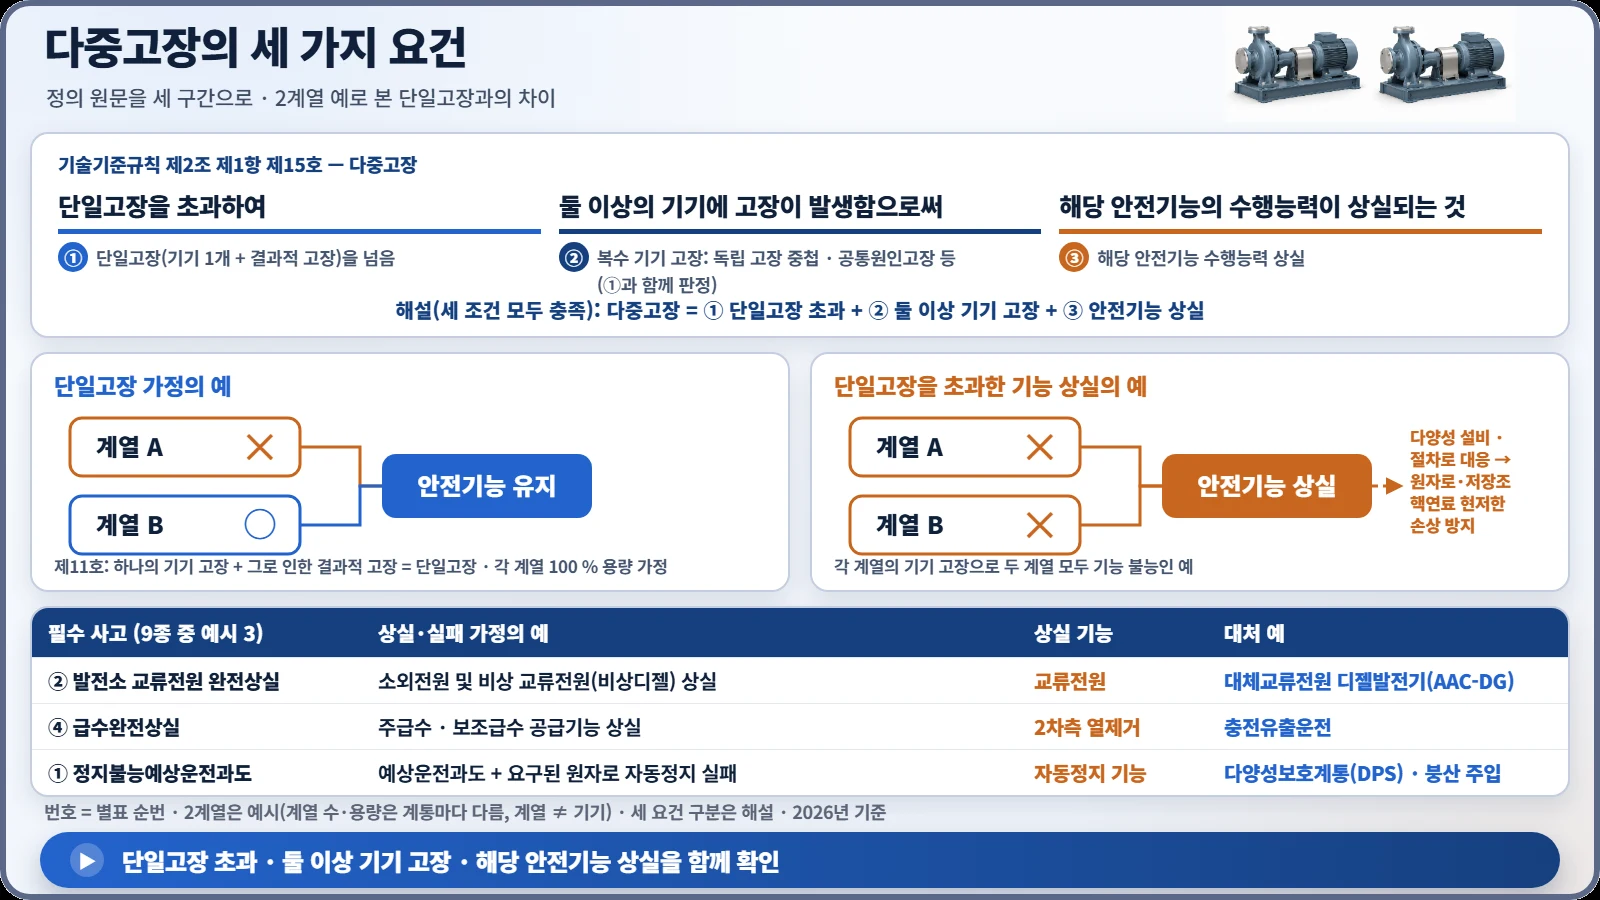 다중고장의 세 가지 요건
정의 원문을 세 구간으로 · 2계열 예로 본 단일고장과의 차이
기술기준규칙 제2조 제1항 제15호 — 다중고장
단일고장을 초과하여
① 단일고장(기기 1개 + 결과적 고장)을 넘음
둘 이상의 기기에 고장이 발생함으로써
② 복수 기기 고장: 독립 고장 중첩 · 공통원인고장 등
(①과 함께 판정)
해당 안전기능의 수행능력이 상실되는 것
③ 해당 안전기능 수행능력 상실
해설(세 조건 모두 충족): 다중고장 = ① 단일고장 초과 + ② 둘 이상 기기 고장 + ③ 안전기능 상실
단일고장 가정의 예
계열 A
계열 B
안전기능 유지
제11호: 하나의 기기 고장 + 그로 인한 결과적 고장 = 단일고장 · 각 계열 100 % 용량 가정
단일고장을 초과한 기능 상실의 예
계열 A
계열 B
안전기능 상실
다양성 설비 ·
절차로 대응 →
원자로·저장조
핵연료 현저한
손상 방지
각 계열의 기기 고장으로 두 계열 모두 기능 불능인 예
필수 사고 (9종 중 예시 3) 상실·실패 가정의 예 상실 기능 대처 예
② 발전소 교류전원 완전상실 소외전원 및 비상 교류전원(비상디젤) 상실 교류전원 대체교류전원 디젤발전기(AAC-DG)
④ 급수완전상실 주급수 · 보조급수 공급기능 상실 2차측 열제거 충전유출운전
① 정지불능예상운전과도 예상운전과도 + 요구된 원자로 자동정지 실패 자동정지 기능 다양성보호계통(DPS) · 붕산 주입
번호 = 별표 순번 · 2계열은 예시(계열 수·용량은 계통마다 다름, 계열 ≠ 기기) · 세 요건 구분은 해설 · 2026년 기준
단일고장 초과 · 둘 이상 기기 고장 · 해당 안전기능 상실을 함께 확인